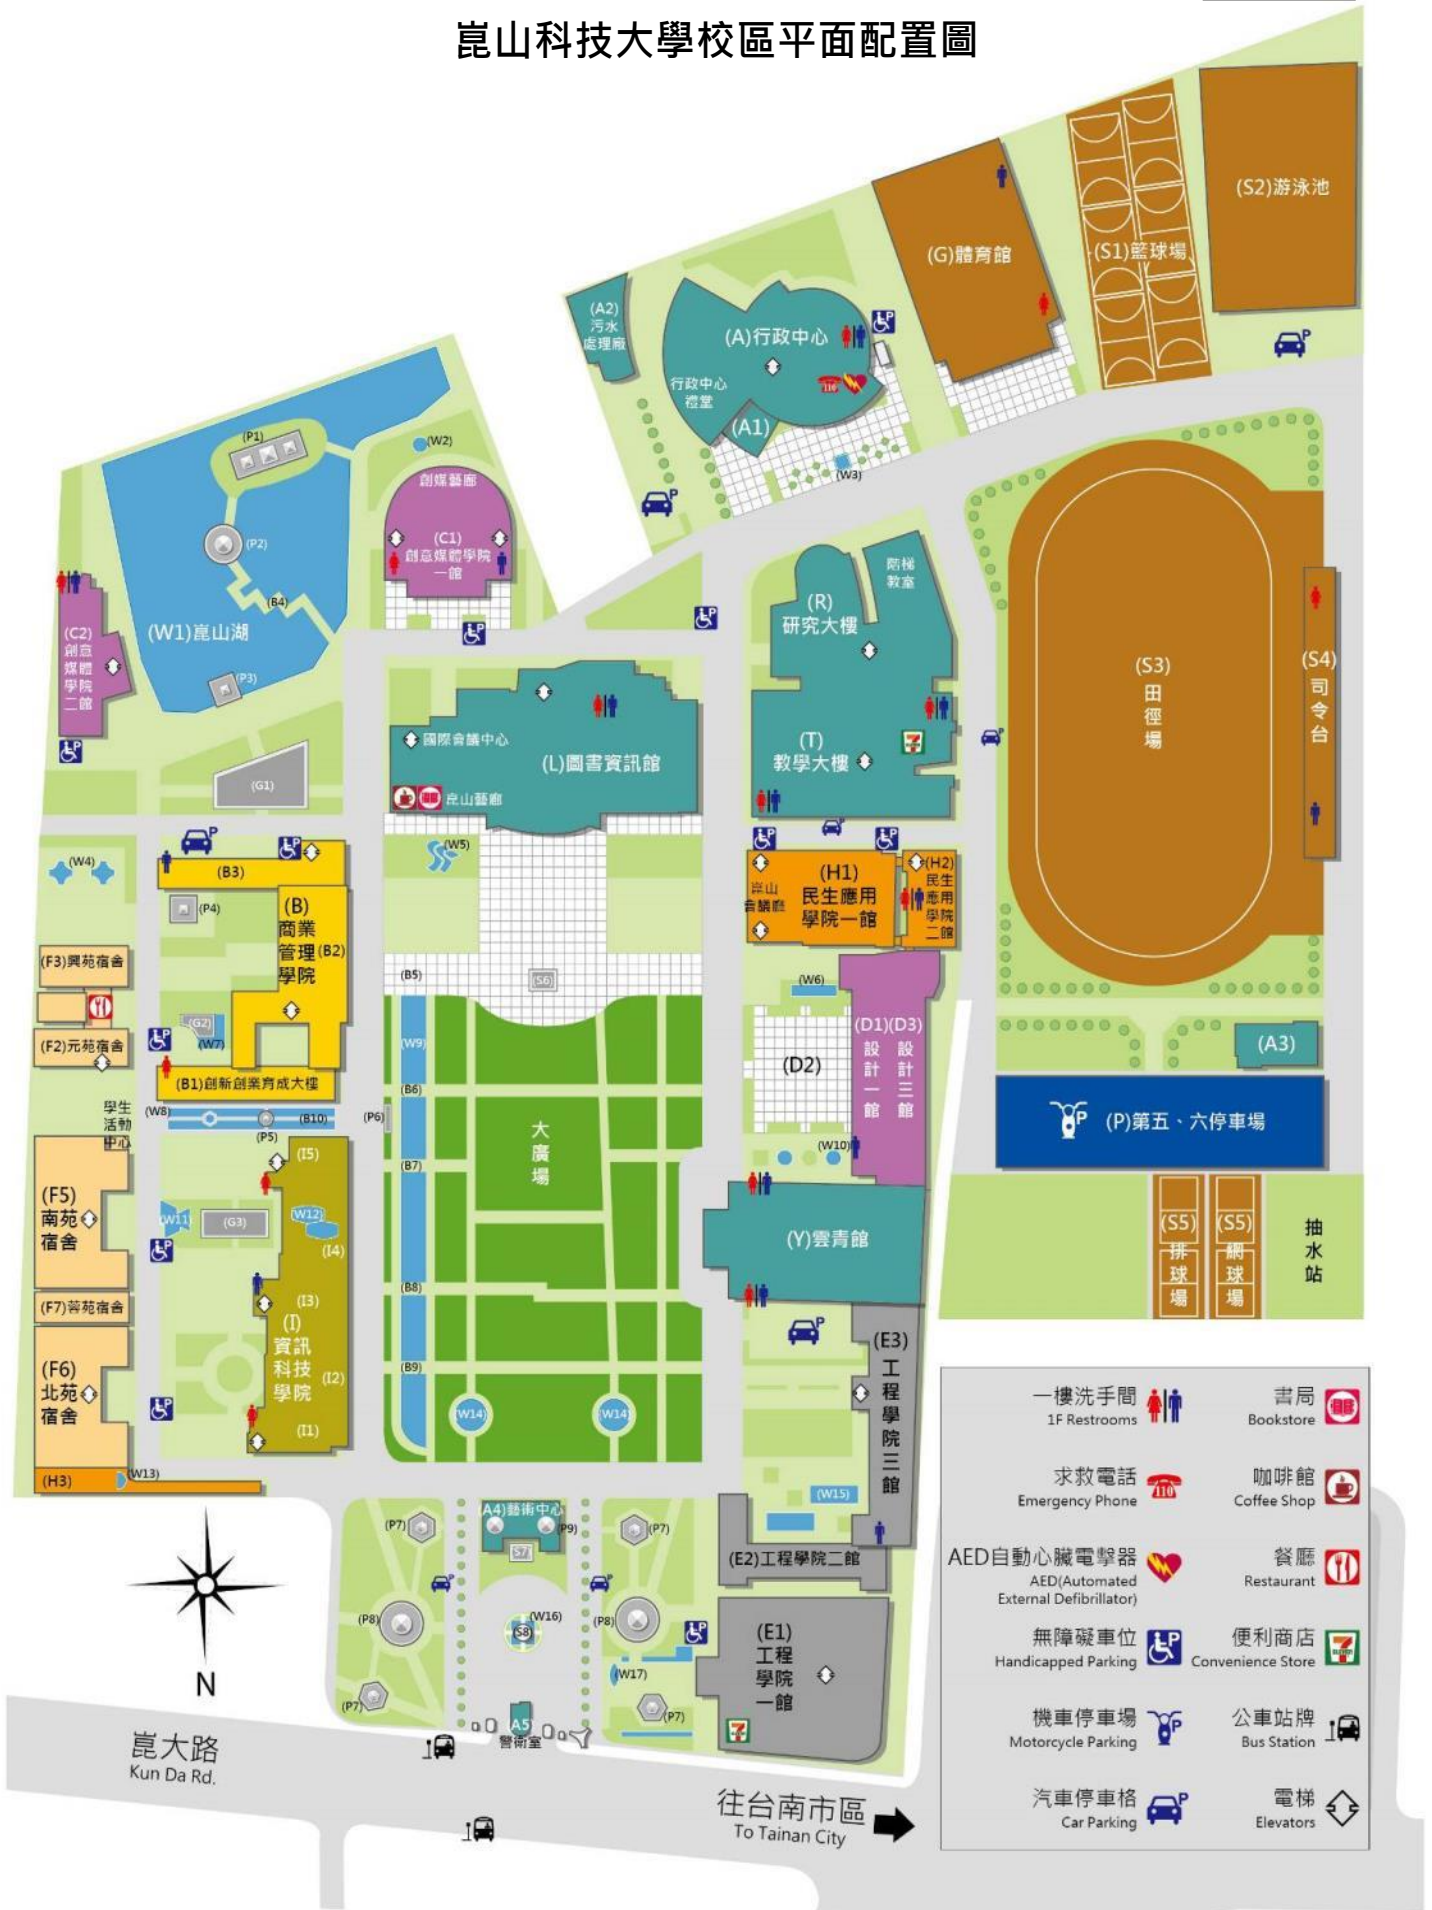 崑山科技大學校區平面配置圖
(S2)游泳池
(S1)籃球場
(G)體育館
(A2)
污水
處理廠
(A)行政中心
行政中心
禮堂
(A1)
(W3)
(P1)
(W2)
創媒藝廊
(C1)
創意媒體學院
一館
(P2)
(B4)
(W1)崑山湖
(P3)
(C2)
創意
媒體
學院
二館
(G1)
階梯
教室
(R)
研究大樓
(T)
教學大樓
國際會議中心
(L)圖書資訊館
崑山藝廊
(S3)
田
徑
場
(S4)
司
令
台
(W4)
(B3)
(P4)
(B)
商業
管理
學院
(B2)
(W5)
(B5)
(S6)
崑山
會議廳
(H1)
民生應用
學院一館
(H2)
民生
應用
學院
二館
(F3)興苑宿舍
(F2)元苑宿舍
(G2)
(W7)
(B1)創新創業育成大樓
(W9)
(B6)
(W6)
(D2)
(D1)
設
計
一
館
(D3)
設
計
三
館
(A3)
(P)第五、六停車場
學生
活動
中心
(W8)
(B10)
(P5)
(P6)
(B7)
大
廣
場
(W10)
(I5)
(F5)
南苑
宿舍
(W11)
(G3)
(W12)
(I4)
(Y)雲青館
(S5)
排
球
場
(S5)
網
球
場
抽
水
站
(F7)蓉苑宿舍
(B8)
(I3)
(I)
資訊
科技
學院
(I2)
(I1)
(F6)
北苑
宿舍
(B9)
(W14)
(W14)
(E3)
工
程
學
院
三
館
(H3)
(W13)
(W15)
(P7)
A4)藝術中心
(P9)
(S7)
(P7)
(E2)工程學院二館
(P8)
(W16)
(S8)
(P8)
(W17)
(E1)
工程
學院
一館
(P7)
(P7)
A5
警衛室
N
崑大路
Kun Da Rd.
往台南市區
To Tainan City
一樓洗手間
1F Restrooms
書局
Bookstore
求救電話
Emergency Phone
110
咖啡館
Coffee Shop
AED自動心臟電擊器
AED(Automated
External Defibrillator)
餐廳
Restaurant
無障礙車位
Handicapped Parking
便利商店
Convenience Store
機車停車場
Motorcycle Parking
公車站牌
Bus Station
汽車停車格
Car Parking
電梯
Elevators